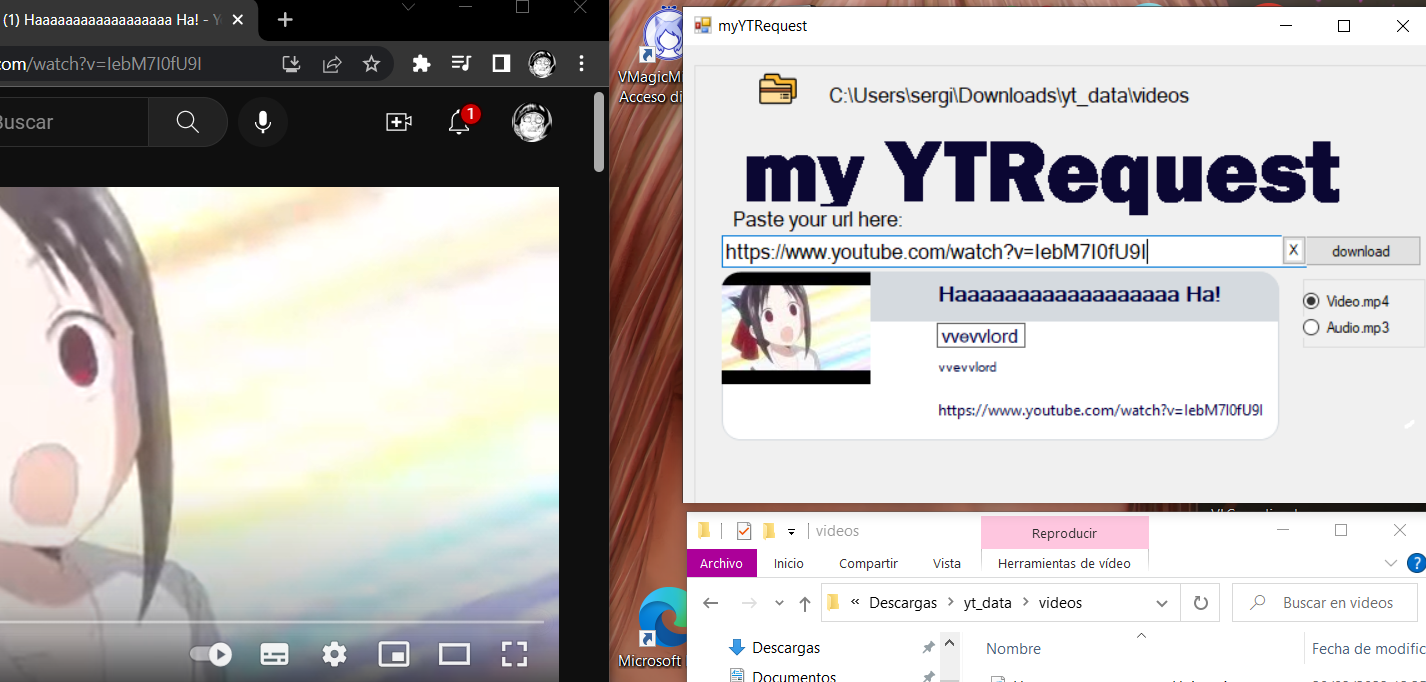 (1) Haaaaaaaaaaaaaaaaaaa Ha! - Y
com/watch?v=IebM7I0fU9I
Buscar
1
VMagicM
Acceso di
Microsoft
myYTRequest
C:\Users\sergi\Downloads\yt_data\videos
my YTRequest
Paste your url here:
https://www.youtube.com/watch?v=IebM7I0fU9I
X
download
Haaaaaaaaaaaaaaaaaaa Ha!
vvevvlord
vvevvlord
https://www.youtube.com/watch?v=IebM7I0fU9I
Video.mp4
Audio.mp3
videos
Reproducir
Archivo
Inicio
Compartir
Vista
Herramientas de vídeo
?
« Descargas > yt_data > videos
Buscar en videos
Descargas
Documentos
Nombre
Fecha de modific